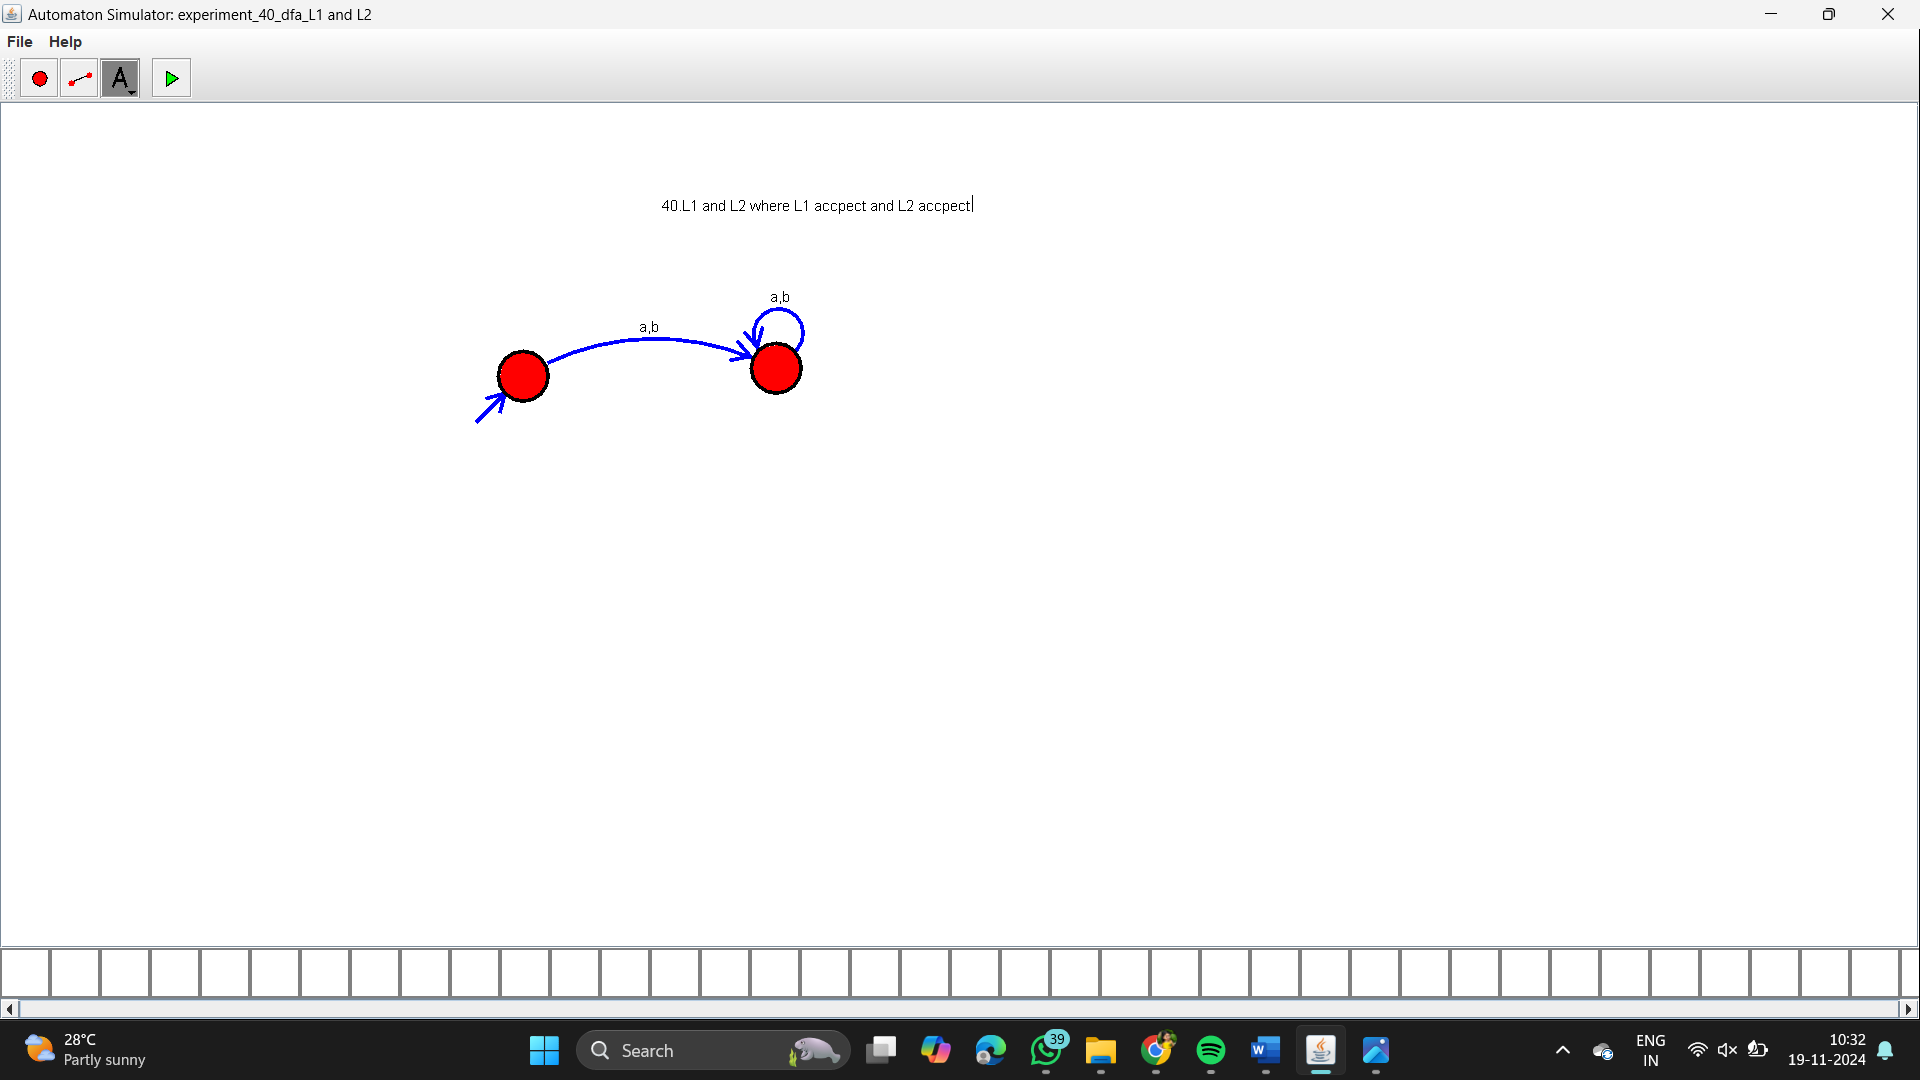 Automaton Simulator: experiment_40_dfa_L1 and L2
File Help
A
40.L1 and L2 where L1 accpect and L2 accpect
a,b
a,b
28°C
Partly sunny
Search
39
W
ENG
IN
10:32
19-11-2024